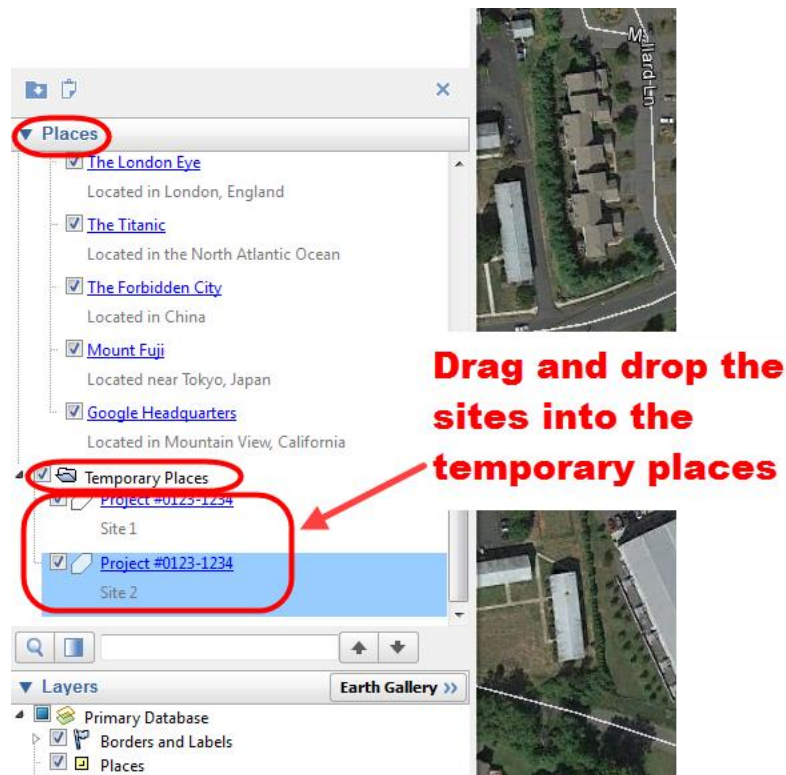 Mallard-Ln
Places
The London Eye
Located in London, England
The Titanic
Located in the North Atlantic Ocean
The Forbidden City
Located in China
Mount Fuji
Located near Tokyo, Japan
Google Headquarters
Located in Mountain View, California
Temporary Places
Project #0123-1234
Site 1
Project #0123-1234
Site 2
Drag and drop the
sites into the
temporary places
Layers
Earth Gallery >>
Primary Database
Borders and Labels
Places